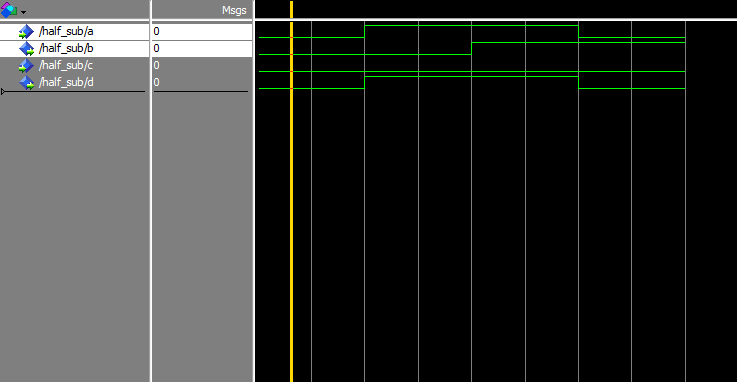 Msgs
/half_sub/a 0
/half_sub/b 0
/half_sub/c 0
/half_sub/d 0